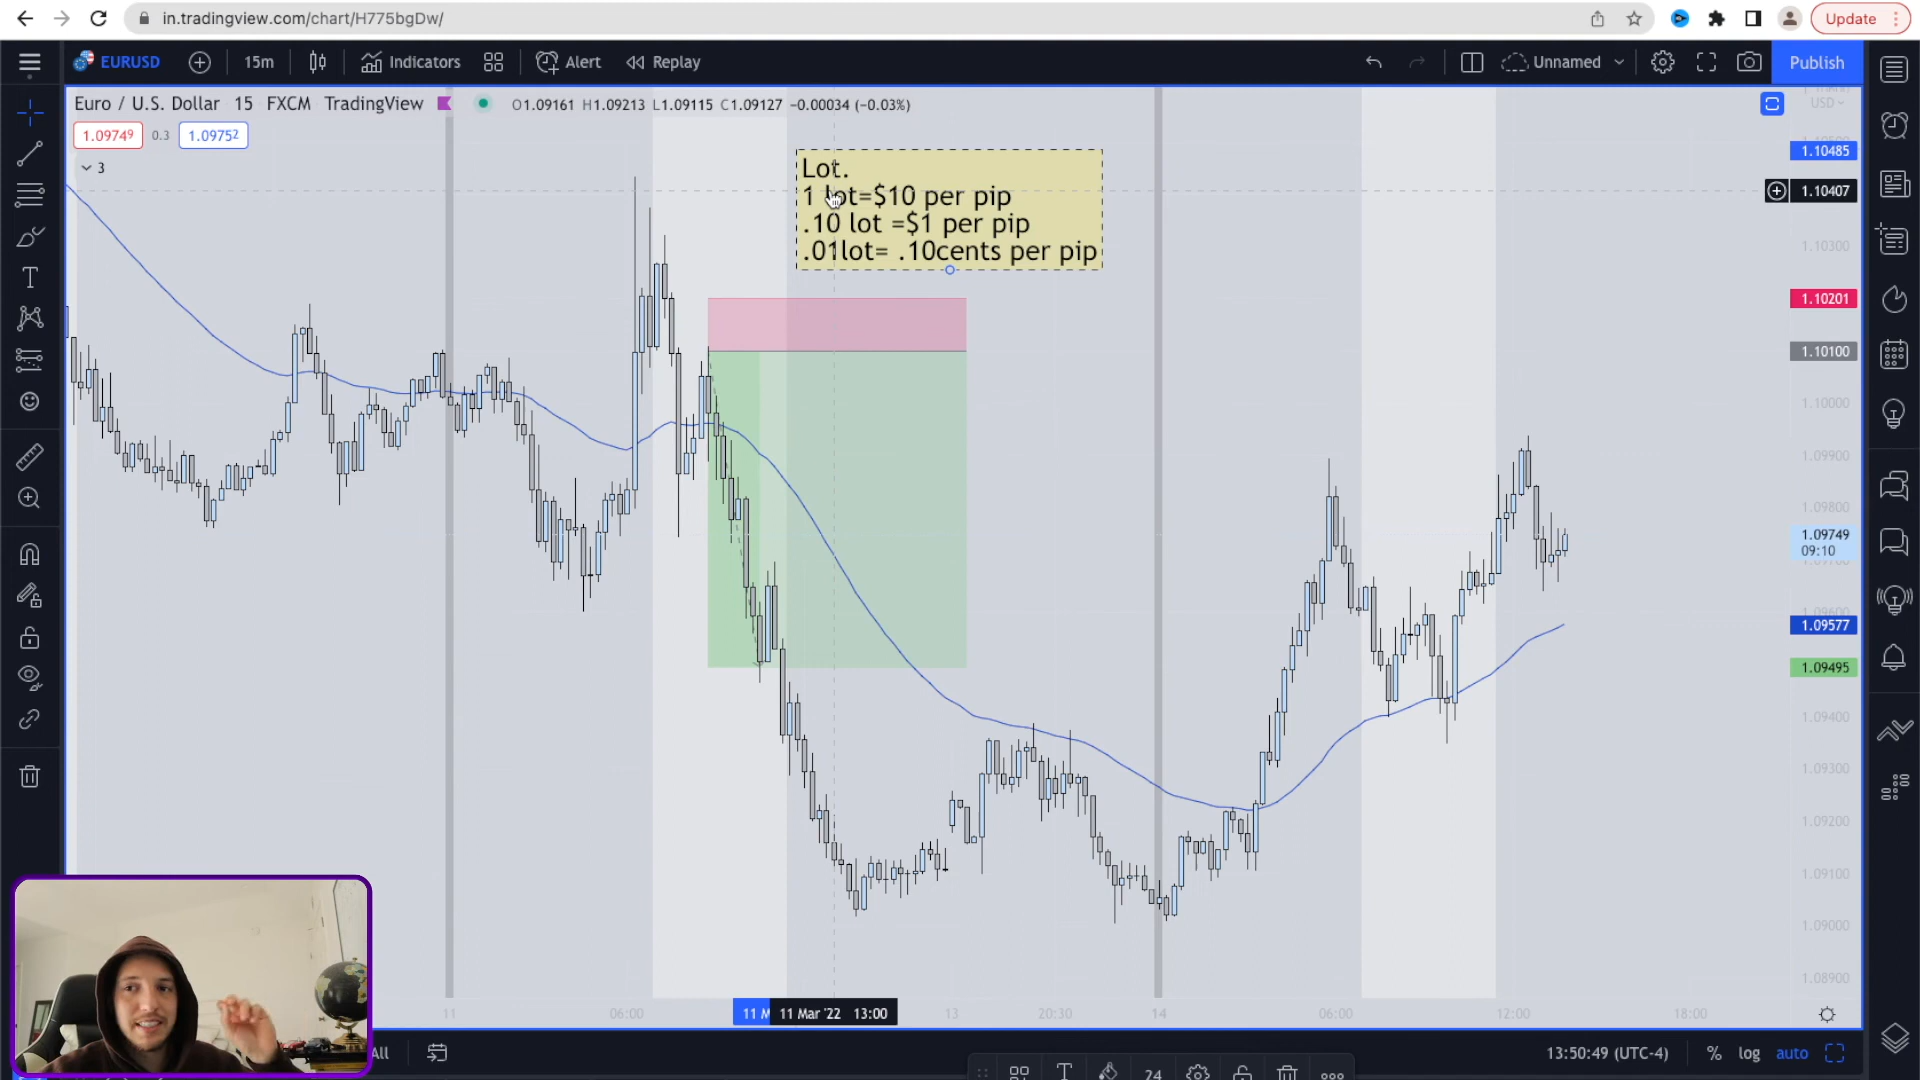 in.tradingview.com/chart/H775bgDw/
Update
EURUSD
15m
Indicators
Alert
Replay
Unnamed
Publish
Euro / U.S. Dollar 15 FXCM TradingView
O1.09161 H1.09213 L1.09115 C1.09127 −0.00034 (−0.03%)
USD
1.09749
0.3
1.09752
3
Lot.
1 lot=$10 per pip
.10 lot =$1 per pip
.01lot= .10cents per pip
1.10485
1.10407
1.10300
1.10201
1.10100
1.10000
1.09900
1.09800
1.09749
09:10
1.09600
1.09577
1.09495
1.09400
1.09300
1.09200
1.09100
1.09000
1.08900
11
06:00
11 M
11 Mar '22 13:00
13
20:30
14
06:00
12:00
18:00
All
13:50:49 (UTC-4)
%
log
auto
24